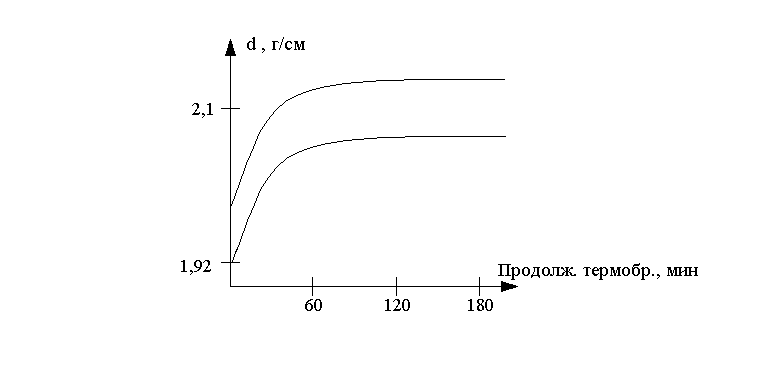 d , г/см
2,1
1,92
Продолж. термобр., мин
60
120
180